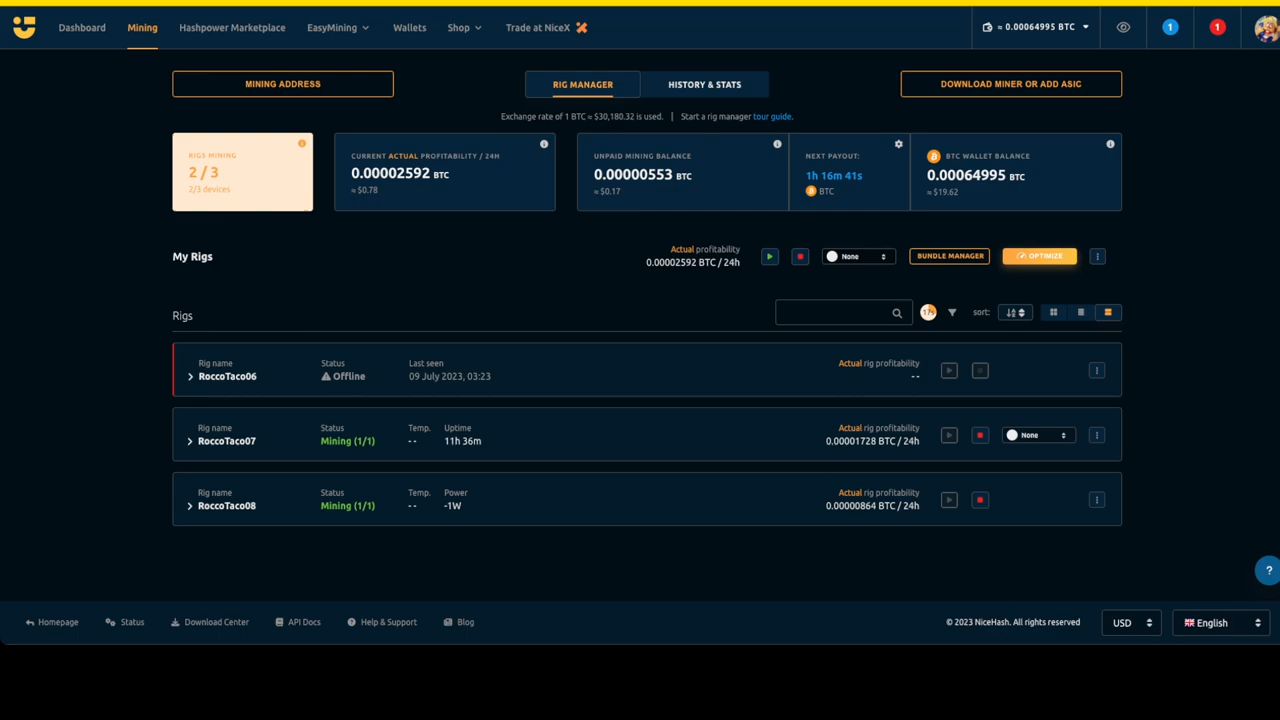 Dashboard Mining Hashpower Marketplace EasyMining Wallets Shop Trade at NiceX ≈ 0.00064995 BTC 1 1
MINING ADDRESS RIG MANAGER HISTORY & STATS DOWNLOAD MINER OR ADD ASIC
Exchange rate of 1 BTC ≈ $30,180.32 is used. | Start a rig manager tour guide.
RIGS MINING
2 / 3
2/3 devices
CURRENT ACTUAL PROFITABILITY / 24H
0.00002592 BTC
≈ $0.78
UNPAID MINING BALANCE
0.00000553 BTC
≈ $0.17
NEXT PAYOUT:
1h 16m 41s
BTC
BTC WALLET BALANCE
0.00064995 BTC
≈ $19.62
My Rigs
Actual profitability
0.00002592 BTC / 24h
None BUNDLE MANAGER OPTIMIZE
Rigs
sort:
Rig name Status Last seen Actual rig profitability
RoccoTaco06 Offline 09 July 2023, 03:23 - -
Rig name Status Temp. Uptime Actual rig profitability
RoccoTaco07 Mining (1/1) - - 11h 36m 0.00001728 BTC / 24h None
Rig name Status Temp. Power Actual rig profitability
RoccoTaco08 Mining (1/1) - - -1W 0.00000864 BTC / 24h
?
Homepage Status Download Center API Docs Help & Support Blog © 2023 NiceHash. All rights reserved USD English